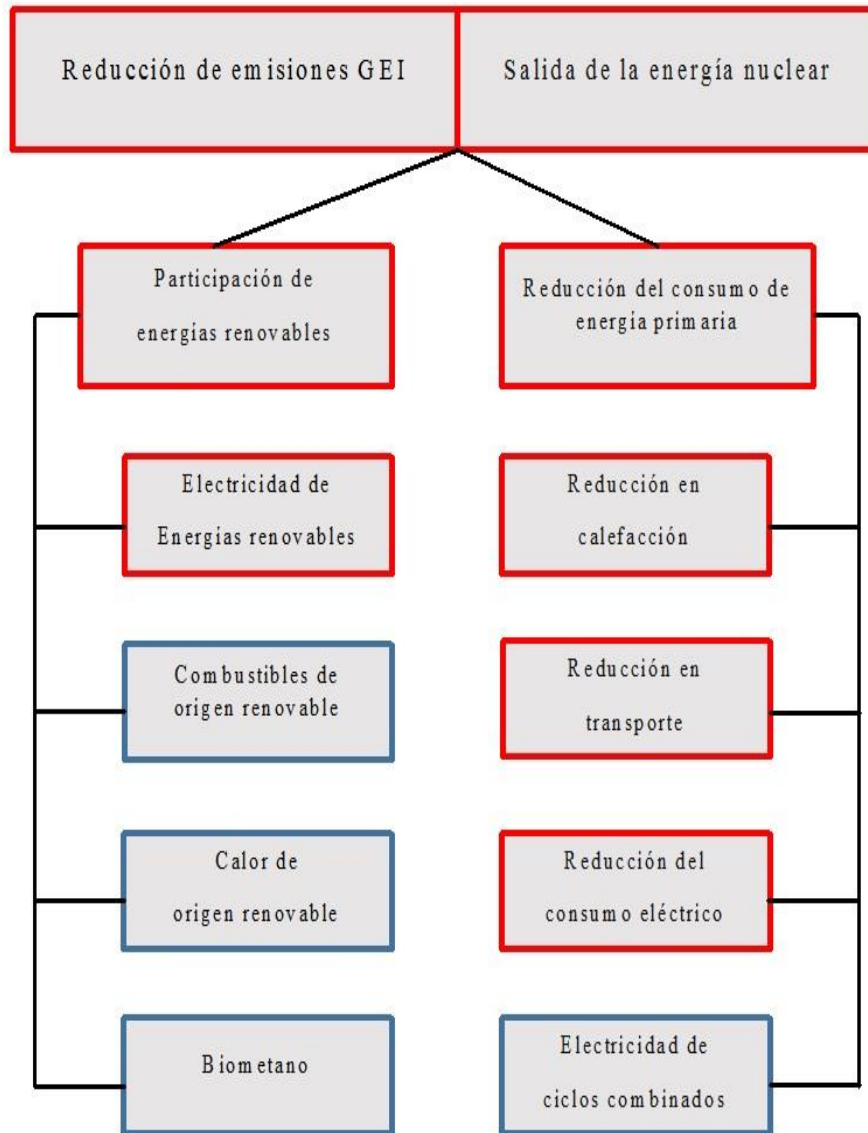 Reducción de emisiones GEI
Salida de la energía nuclear
Participación de
energías renovables
Reducción del consumo de
energía primaria
Electricidad de
Energías renovables
Reducción en
calefacción
Combustibles de
origen renovable
Reducción en
transporte
Calor de
origen renovable
Reducción del
consumo eléctrico
Biometano
Electricidad de
ciclos combinados